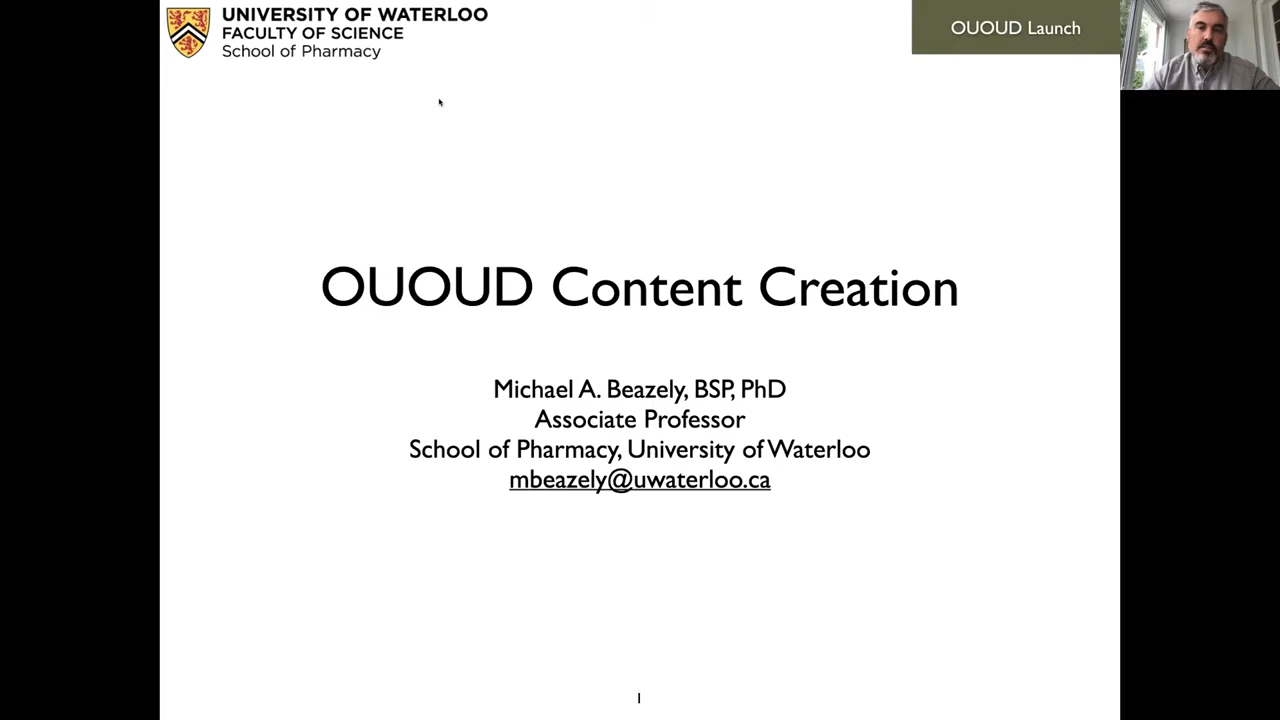 UNIVERSITY OF WATERLOO
FACULTY OF SCIENCE
School of Pharmacy
OUOUD Launch
OUOUD Content Creation
Michael A. Beazely, BSP, PhD
Associate Professor
School of Pharmacy, University of Waterloo
mbeazely@uwaterloo.ca
1